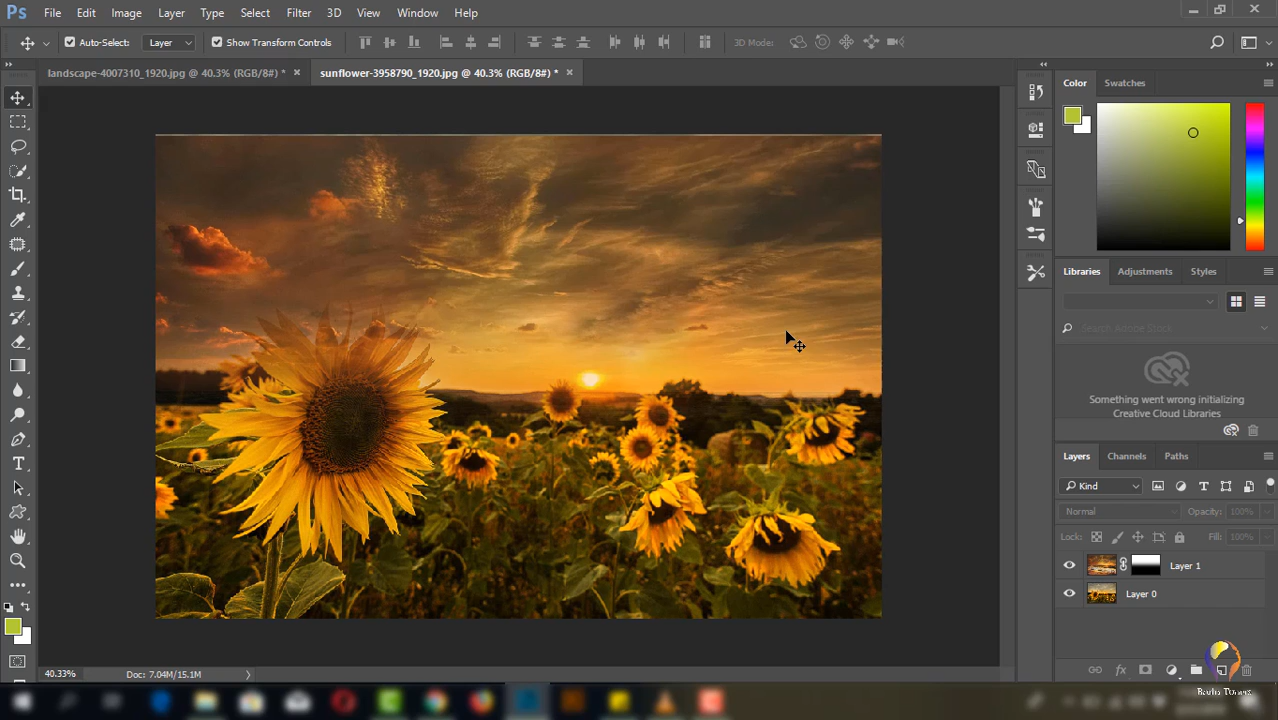 Ps File Edit Image Layer Type Select Filter 3D View Window Help
Auto-Select: Layer Show Transform Controls 3D Mode:
landscape-4007310_1920.jpg @ 40.3% (RGB/8#) * × sunflower-3958790_1920.jpg @ 40.3% (RGB/8#) * ×
Color Swatches
Libraries Adjustments Styles
Search Adobe Stock
Something went wrong initializing
Creative Cloud Libraries
Layers Channels Paths
Kind
Normal Opacity: 100%
Lock: Fill: 100%
Layer 1
Layer 0
40.33% Doc: 7.04M/15.1M